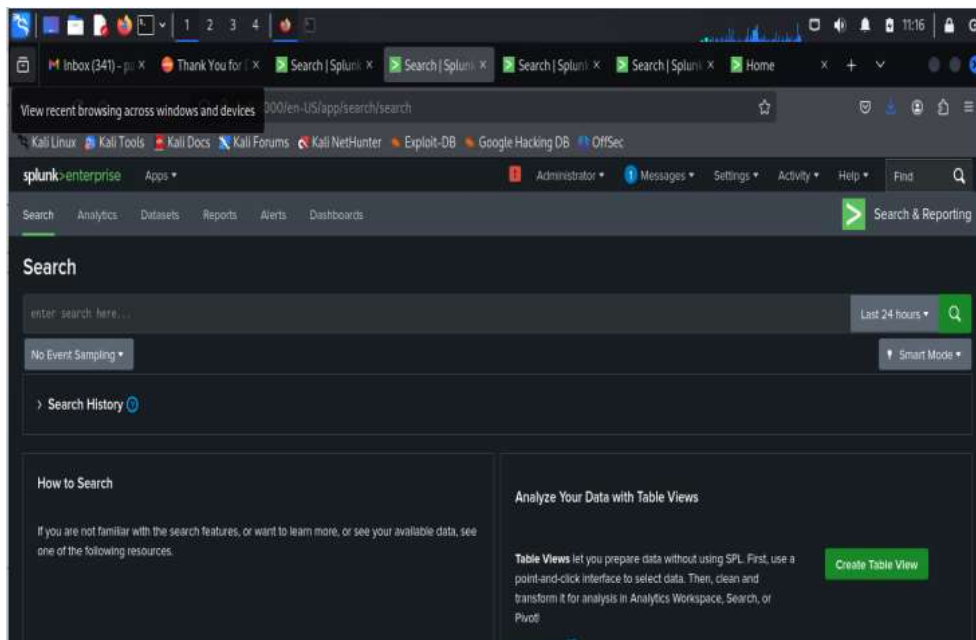 1 2 3 4 11:16
Inbox (341) - Thank You for Search | Splunk Search | Splunk Search | Splunk Search | Splunk Home
View recent browsing across windows and devices 000/en-US/app/search/search
Kali Linux Kali Tools Kali Docs Kali Forums Kali NetHunter Exploit-DB Google Hacking DB OffSec
splunk>enterprise Apps Administrator 1 Messages Settings Activity Help Find
Search Analytics Datasets Reports Alerts Dashboards Search & Reporting
Search
enter search here... Last 24 hours
No Event Sampling Smart Mode
> Search History ?
How to Search
If you are not familiar with the search features, or want to learn more, or see your available data, see
one of the following resources.
Analyze Your Data with Table Views
Table Views let you prepare data without using SPL. First, use a
point-and-click interface to select data. Then, clean and
transform it for analysis in Analytics Workspace, Search, or
Pivot!
Create Table View